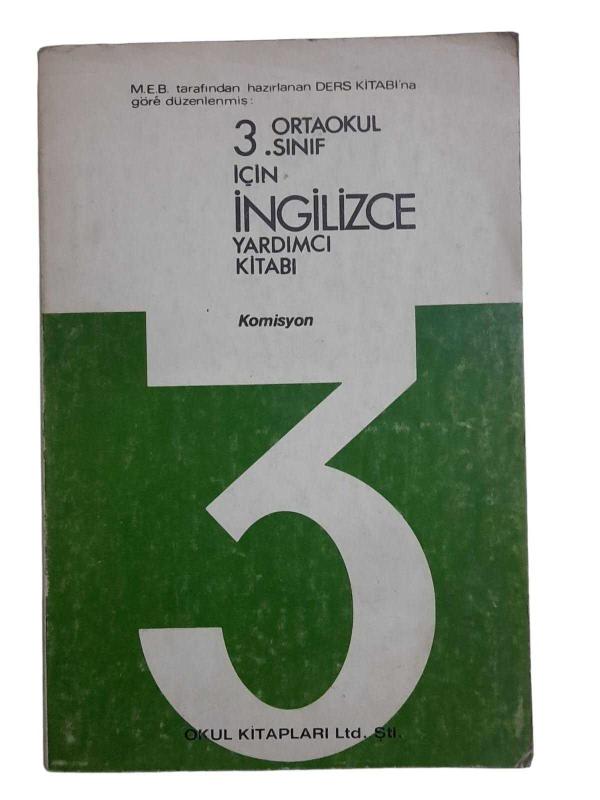 M.E.B. tarafından hazırlanan DERS KİTABI'na
göre düzenlenmiş:
3. ORTAOKUL
SINIF
İÇİN
İNGİLİZCE
YARDIMCI
KİTABI
Komisyon
3
OKUL KİTAPLARI Ltd. Şti.